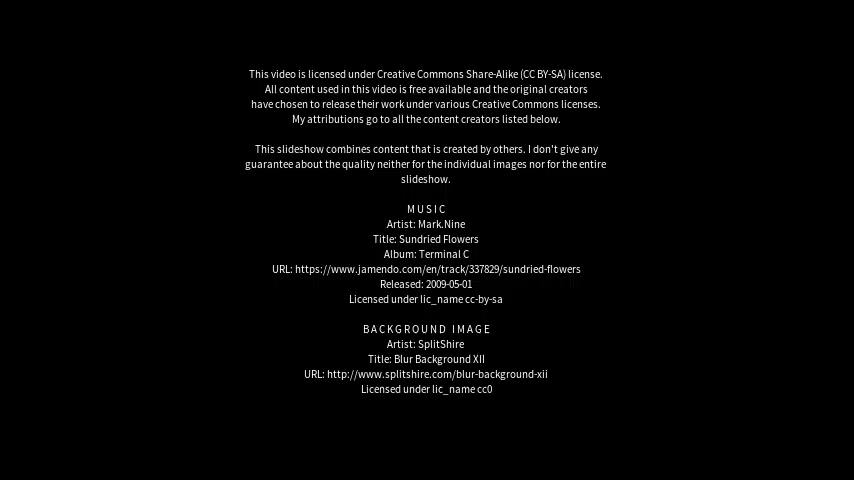 This video is licensed under Creative Commons Share-Alike (CC BY-SA) license.
All content used in this video is free available and the original creators
have chosen to release their work under various Creative Commons licenses.
My attributions go to all the content creators listed below.
This slideshow combines content that is created by others. I don't give any
guarantee about the quality neither for the individual images nor for the entire
slideshow.
MUSIC
Artist: Mark.Nine
Title: Sundried Flowers
Album: Terminal C
URL: https://www.jamendo.com/en/track/337829/sundried-flowers
Released: 2009-05-01
Licensed under lic_name cc-by-sa
BACKGROUND IMAGE
Artist: SplitShire
Title: Blur Background XII
URL: http://www.splitshire.com/blur-background-xii
Licensed under lic_name cc0